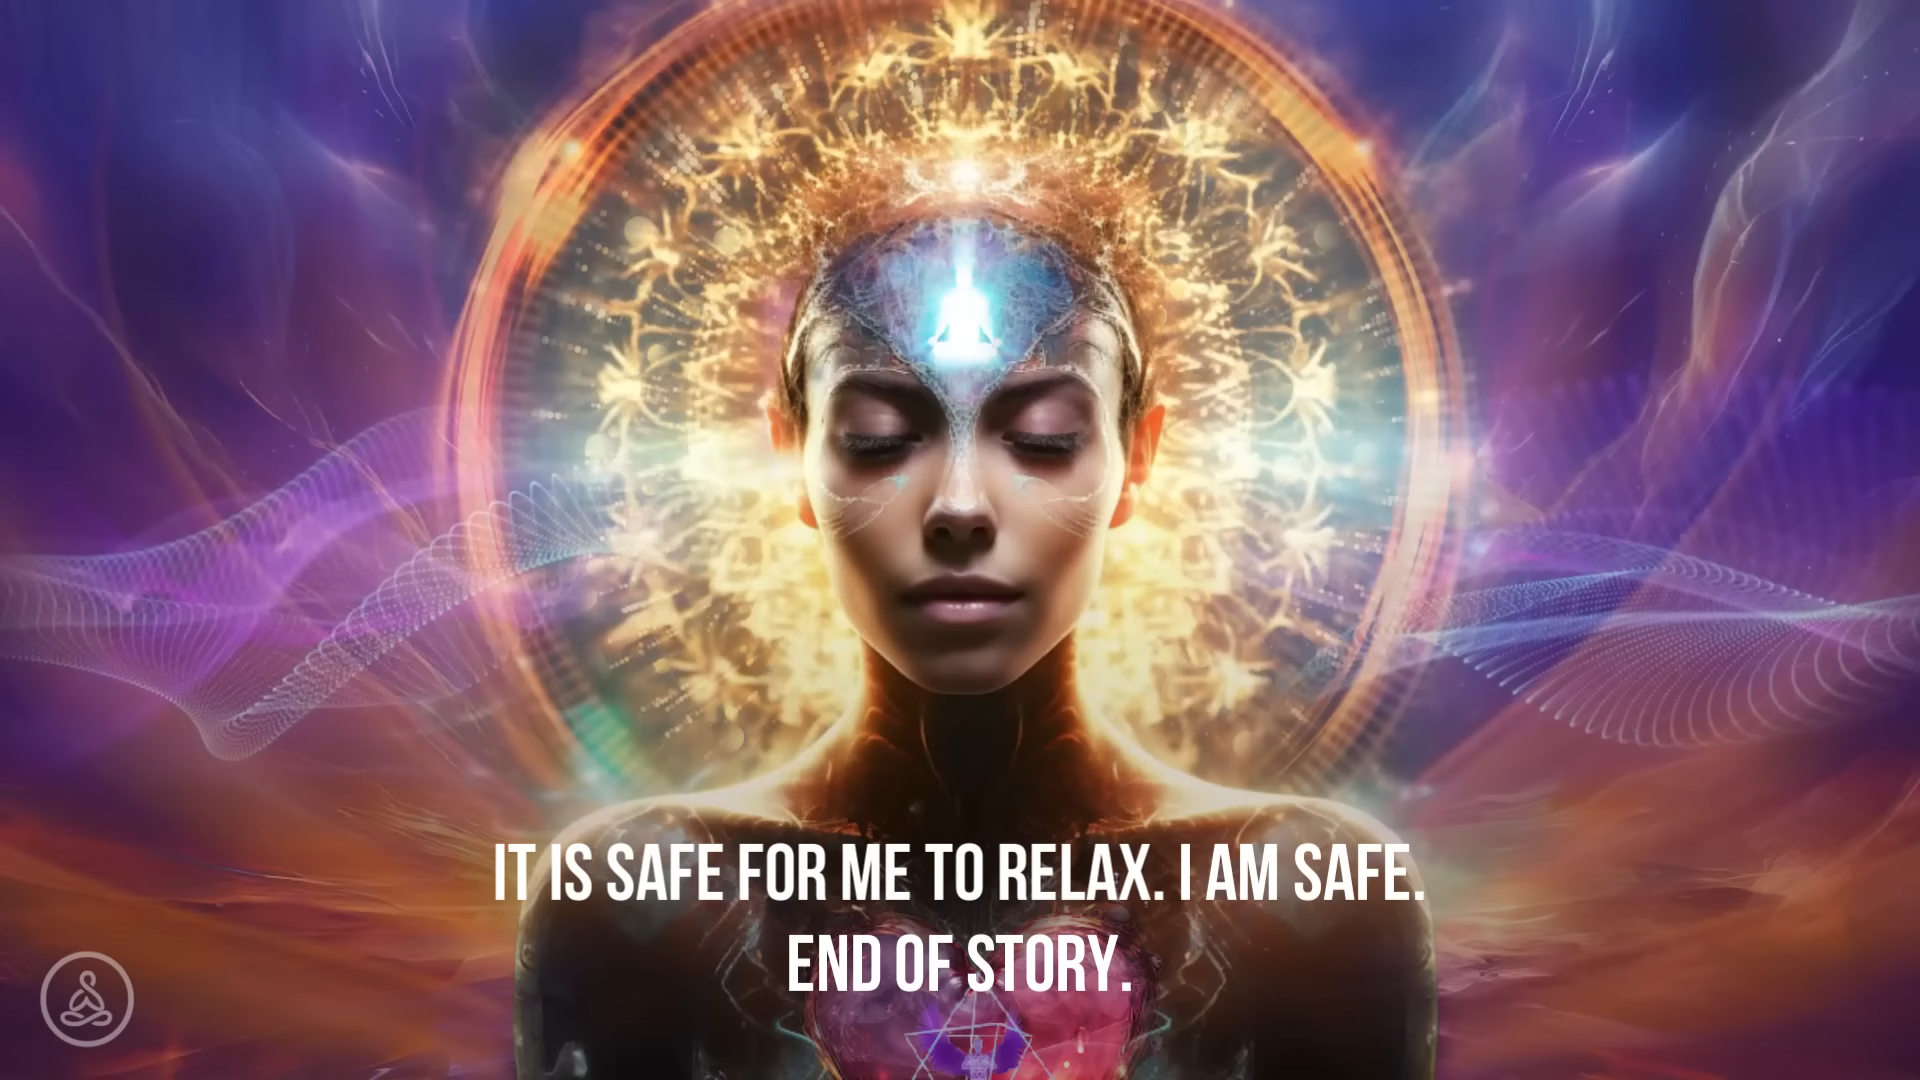 IT IS SAFE FOR ME TO RELAX. I AM SAFE.
END OF STORY.